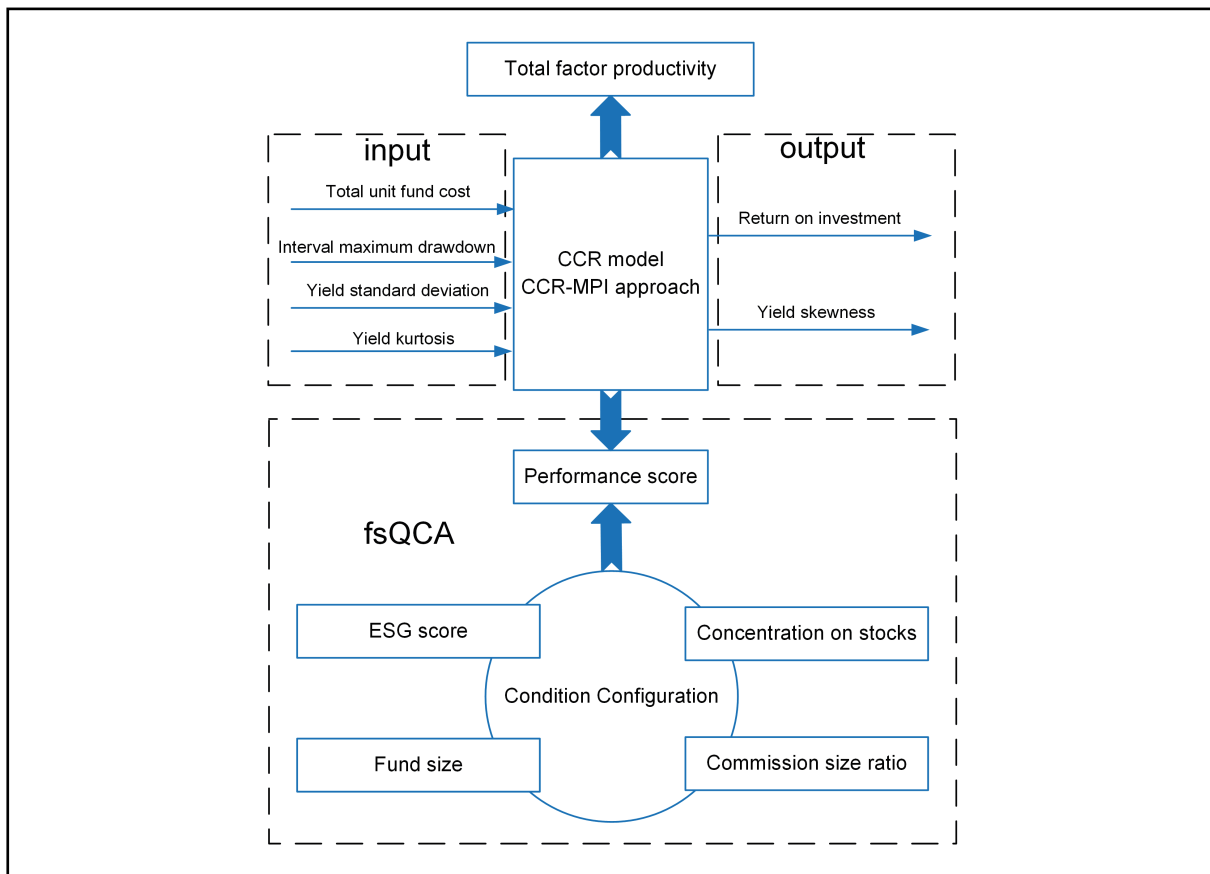 Total factor productivity
input
Total unit fund cost
Interval maximum drawdown
Yield standard deviation
Yield kurtosis
CCR model
CCR-MPI approach
output
Return on investment
Yield skewness
Performance score
fsQCA
ESG score
Concentration on stocks
Condition Configuration
Fund size
Commission size ratio